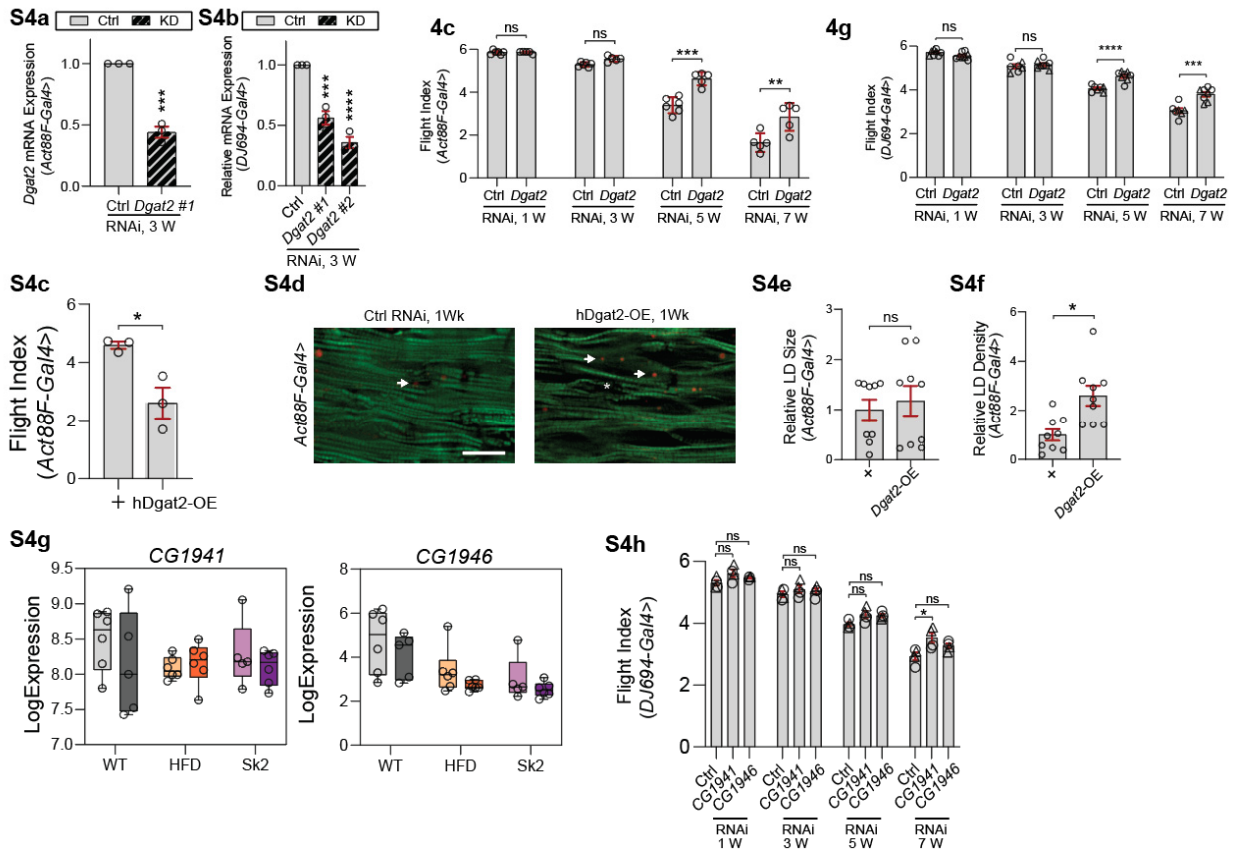 S4a
Ctrl KD
Dgat2 mRNA Expression
(Act88F-Gal4>)
1.0
0.5
0.0
***
Ctrl Dgat2 #1
RNAi, 3 W
S4b
Ctrl KD
Relative mRNA Expression
(DJ694-Gal4>)
1.0
0.5
0.0
***
****
Ctrl
Dgat2 #1
Dgat2 #2
RNAi, 3 W
4c
Flight Index
(Act88F-Gal4>)
6
4
2
0
ns
ns
***
**
Ctrl Dgat2
RNAi, 1 W
Ctrl Dgat2
RNAi, 3 W
Ctrl Dgat2
RNAi, 5 W
Ctrl Dgat2
RNAi, 7 W
4g
Flight Index
(DJ694-Gal4>)
6
4
2
0
ns
ns
****
***
Ctrl Dgat2
RNAi, 1 W
Ctrl Dgat2
RNAi, 3 W
Ctrl Dgat2
RNAi, 5 W
Ctrl Dgat2
RNAi, 7 W
S4c
Flight Index
(Act88F-Gal4>)
6
4
2
0
*
+ hDgat2-OE
S4d
Act88F-Gal4>
Ctrl RNAi, 1Wk
hDgat2-OE, 1Wk
*
S4e
Relative LD Size
(Act88F-Gal4>)
3
2
1
0
ns
+
Dgat2-OE
S4f
Relative LD Density
(Act88F-Gal4>)
6
4
2
0
*
+
Dgat2-OE
S4g
CG1941
LogExpression
9.5
9.0
8.5
8.0
7.5
7.0
WT HFD Sk2
CG1946
LogExpression
8
6
4
2
0
WT HFD Sk2
S4h
Flight Index
(DJ694-Gal4>)
6
4
2
0
ns
ns
ns
ns
ns
ns
ns
*
Ctrl
CG1941
CG1946
RNAi
1 W
Ctrl
CG1941
CG1946
RNAi
3 W
Ctrl
CG1941
CG1946
RNAi
5 W
Ctrl
CG1941
CG1946
RNAi
7 W